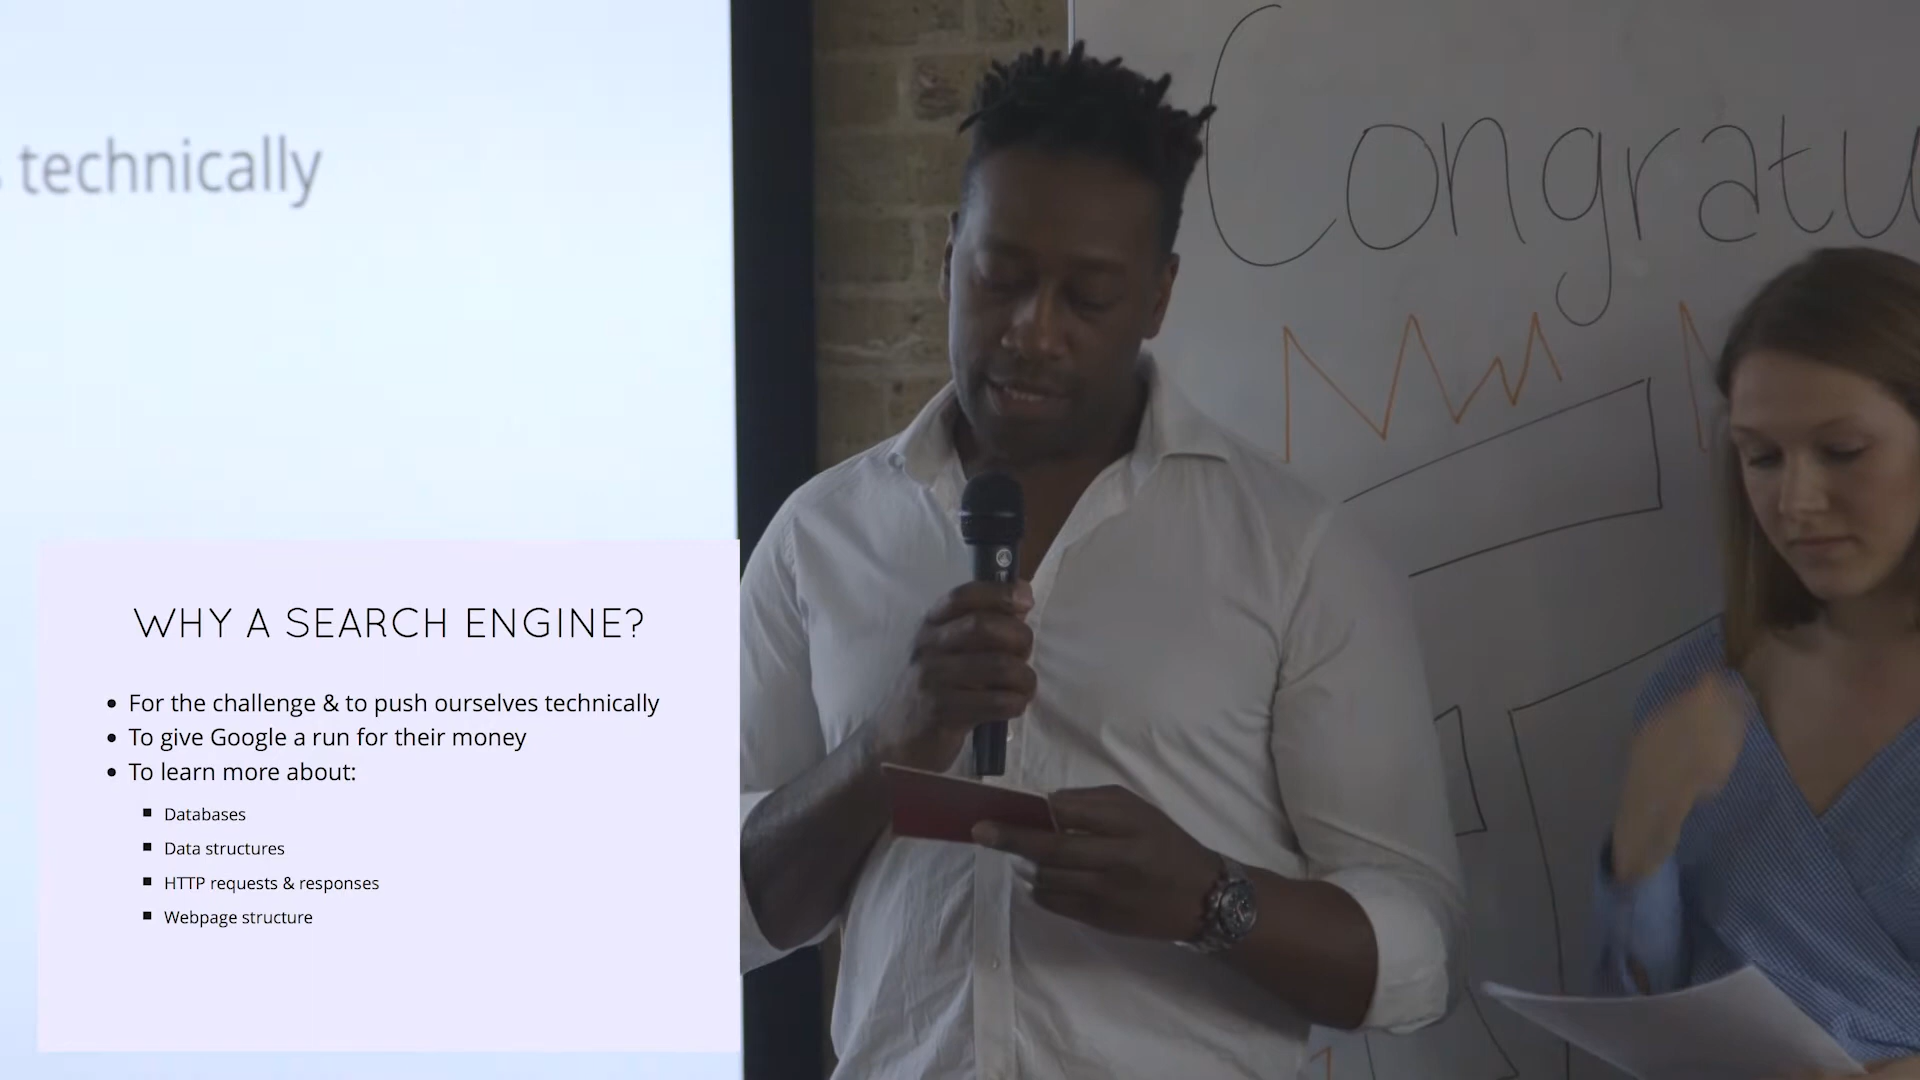 technically
Congratu
WHY A SEARCH ENGINE?
• For the challenge & to push ourselves technically
• To give Google a run for their money
• To learn more about:
▪ Databases
▪ Data structures
▪ HTTP requests & responses
▪ Webpage structure